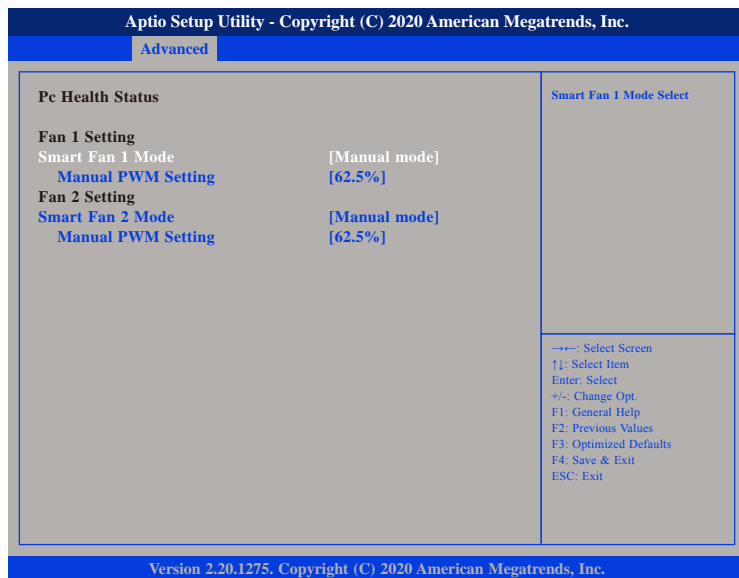 Aptio Setup Utility - Copyright (C) 2020 American Megatrends, Inc.
Advanced
Pc Health Status
Fan 1 Setting
Smart Fan 1 Mode [Manual mode]
Manual PWM Setting [62.5%]
Fan 2 Setting
Smart Fan 2 Mode [Manual mode]
Manual PWM Setting [62.5%]
Smart Fan 1 Mode Select
→←: Select Screen
↑↓: Select Item
Enter: Select
+/-: Change Opt.
F1: General Help
F2: Previous Values
F3: Optimized Defaults
F4: Save & Exit
ESC: Exit
Version 2.20.1275. Copyright (C) 2020 American Megatrends, Inc.